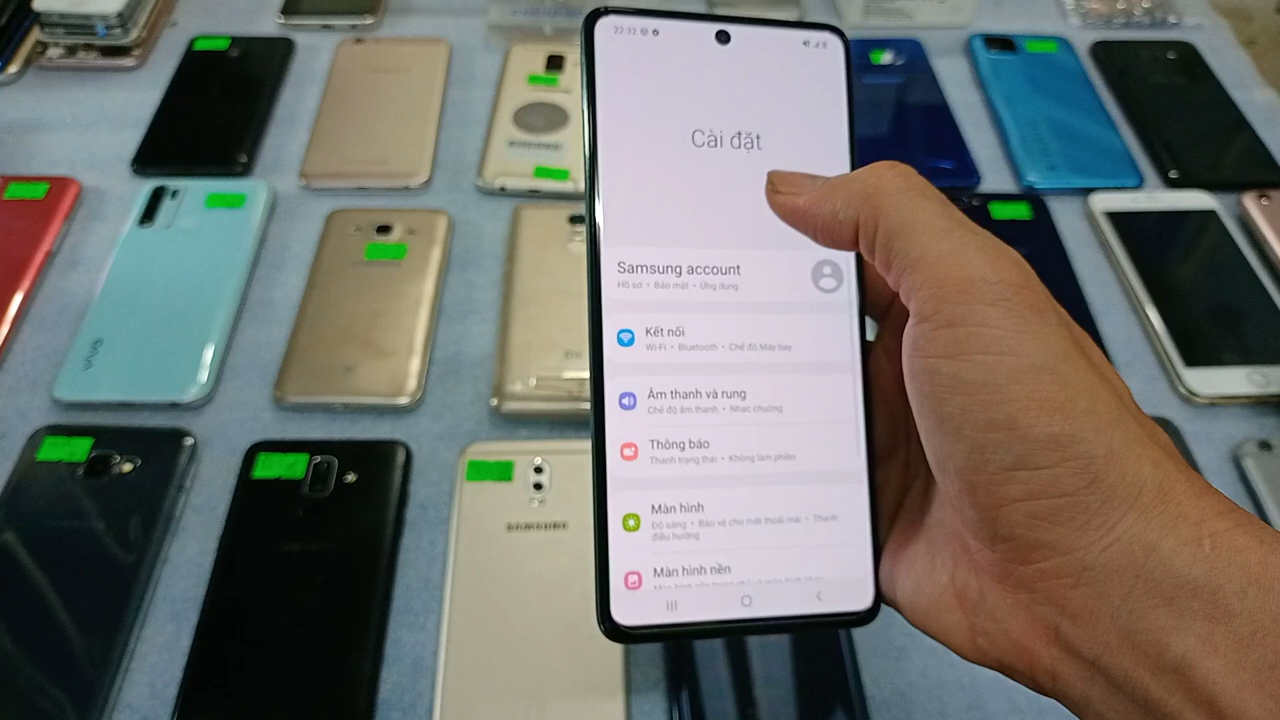 22:32
Cài đặt
Samsung account
Hồ sơ • Bảo mật • Ứng dụng
Kết nối
Wi-Fi • Bluetooth • Chế độ Máy bay
Âm thanh và rung
Chế độ âm thanh • Nhạc chuông
Thông báo
Thanh trạng thái • Không làm phiền
Màn hình
Độ sáng • Bảo vệ cho mắt thoải mái • Thanh
điều hướng
Màn hình nền
SAMSUNG
vivo